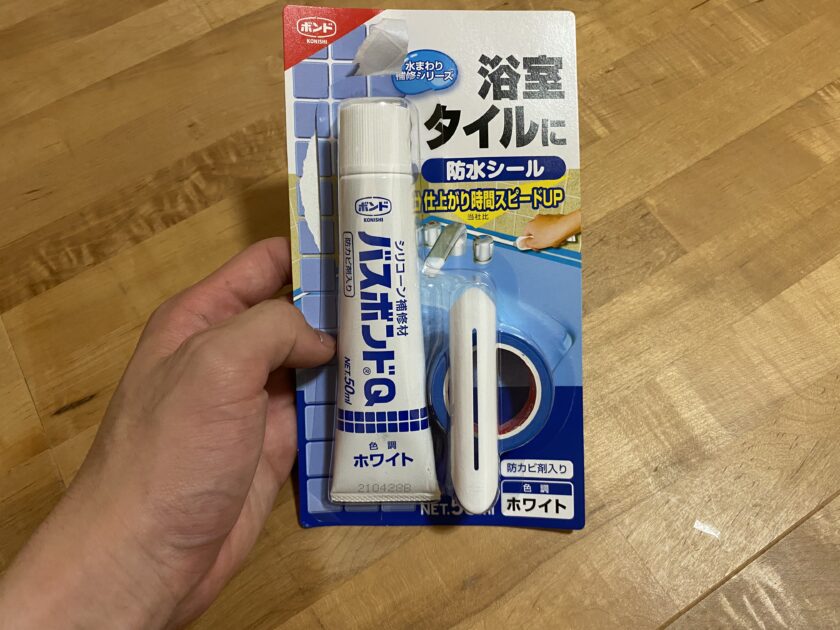 ボンド
KONISHI
水まわり
補修シリーズ
浴室
タイルに
防水シール
仕上がり時間スピードUP
当社比
ボンド
KONISHI
シリコーン補修材
バスボンド®Q
防カビ剤入り
NET.50ml
色調
ホワイト
210428B
防カビ剤入り
色調
ホワイト
NET.